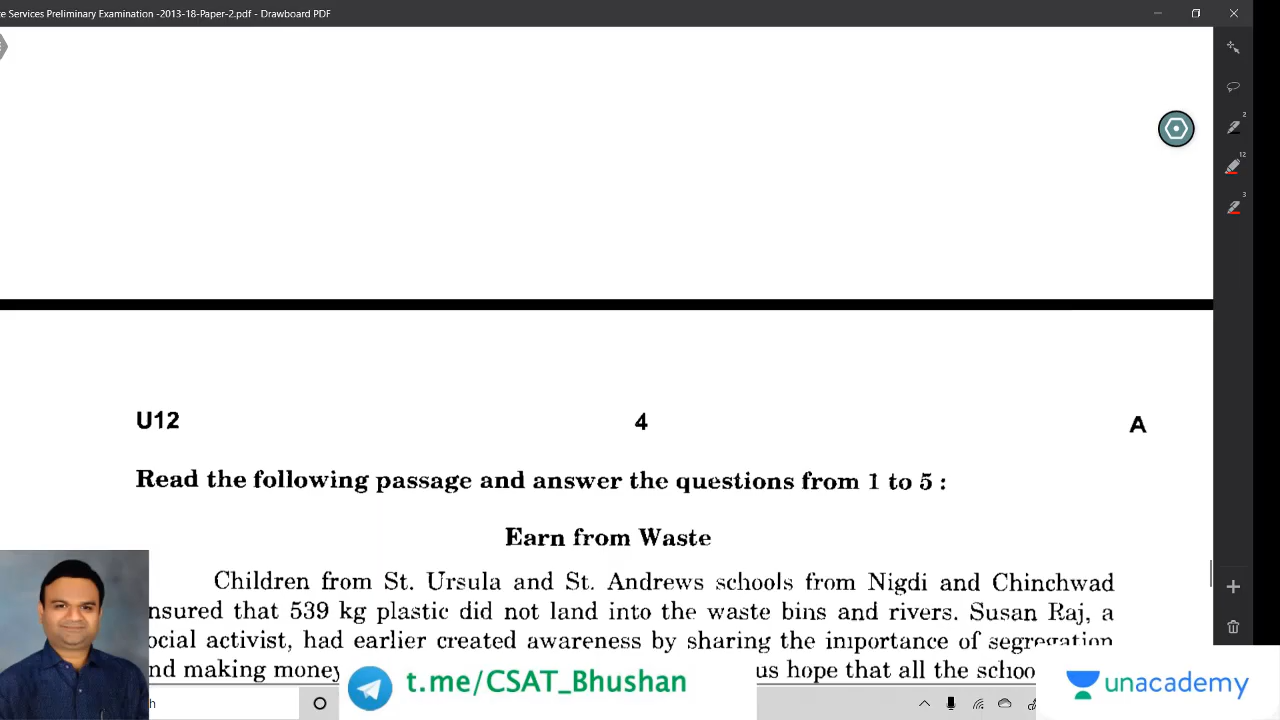 e Services Preliminary Examination -2013-18-Paper-2.pdf - Drawboard PDF
2
12
3
U12 4 A
Read the following passage and answer the questions from 1 to 5 :
Earn from Waste
Children from St. Ursula and St. Andrews schools from Nigdi and Chinchwad
nsured that 539 kg plastic did not land into the waste bins and rivers. Susan Raj, a
ocial activist, had earlier created awareness by sharing the importance of segregation
nd making money us hope that all the schoo
t.me/CSAT_Bhushan
unacademy
h